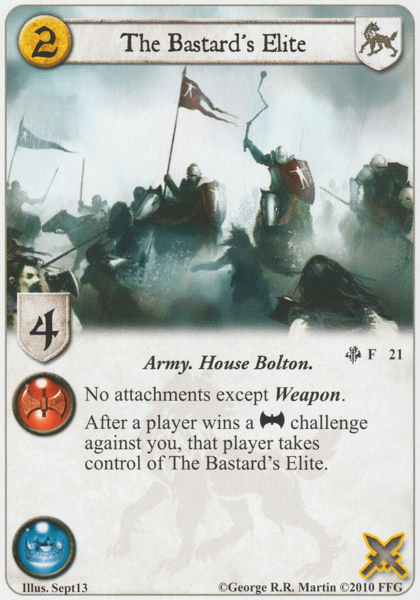 2
The Bastard's Elite
4
Army. House Bolton.
F 21
No attachments except Weapon.
After a player wins a challenge
against you, that player takes
control of The Bastard's Elite.
Illus. Sept13
©George R.R. Martin ©2010 FFG